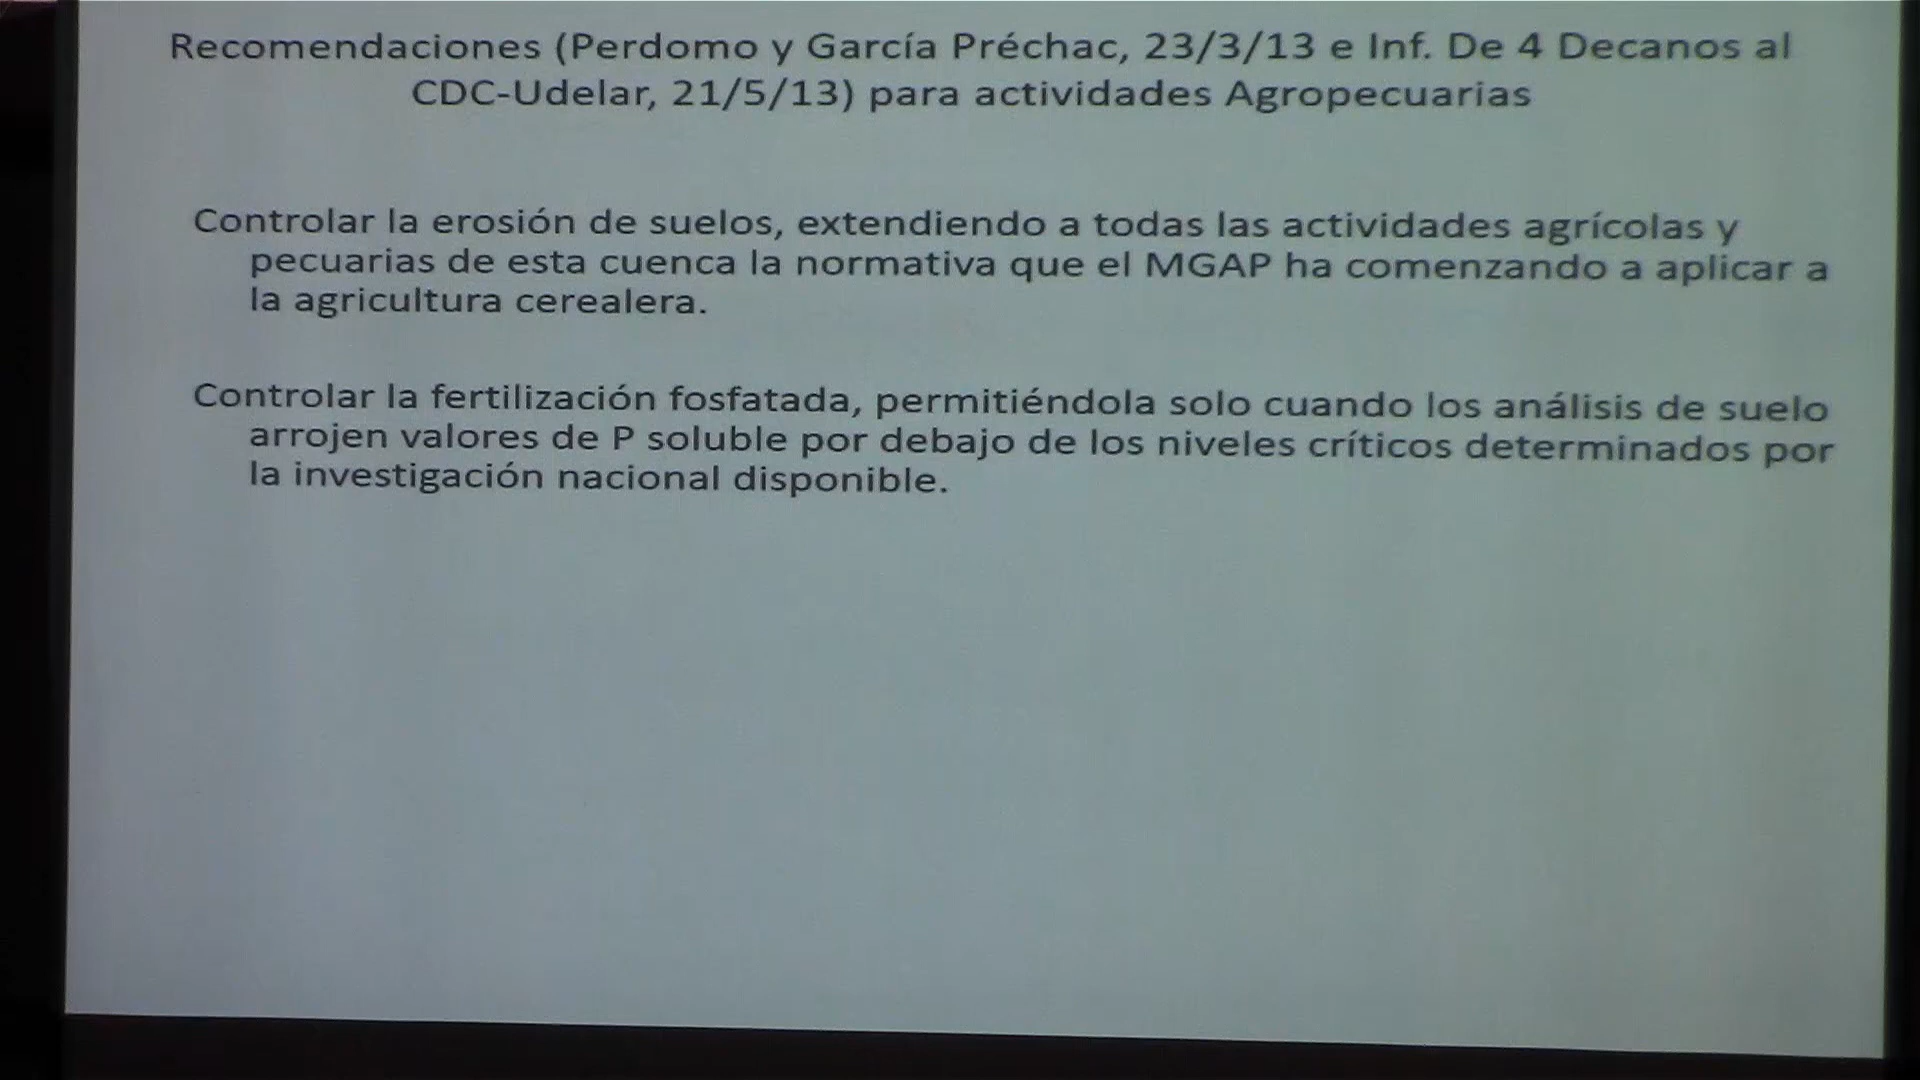 Recomendaciones (Perdomo y García Préchac, 23/3/13 e Inf. De 4 Decanos al
CDC-Udelar, 21/5/13) para actividades Agropecuarias
Controlar la erosión de suelos, extendiendo a todas las actividades agrícolas y
pecuarias de esta cuenca la normativa que el MGAP ha comenzando a aplicar a
la agricultura cerealera.
Controlar la fertilización fosfatada, permitiéndola solo cuando los análisis de suelo
arrojen valores de P soluble por debajo de los niveles críticos determinados por
la investigación nacional disponible.